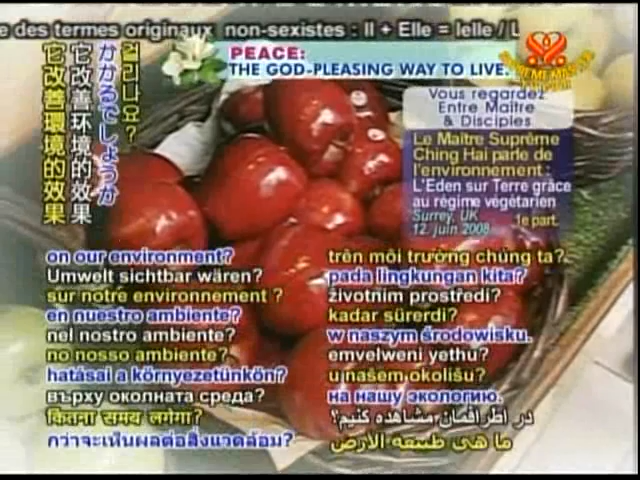 e des termes originaux non-sexistes : Il + Elle = Ielle / L
SUPREME MASTER
PEACE:
THE GOD-PLEASING WAY TO LIVE.
Vous regardez
Entre Maître
& Disciples
Le Maître Suprême
Ching Hai parle de
l'environnement :
L'Eden sur Terre grâce
au régime végétarien
Surrey, UK
1e part.
12. juin 2008
걸리나요?
かかるでしょうか
它改善环境的效果
它改善環境的效果
on our environment?
Umwelt sichtbar wären?
sur notre environnement ?
en nuestro ambiente?
nel nostro ambiente?
no nosso ambiente?
hatásai a környezetünkön?
върху околната среда?
कितना समय लगेगा?
กว่าจะเห็นผลต่อสิ่งแวดล้อม?
trên môi trường chúng ta?
pada lingkungan kita?
životním prostředí?
kadar sürerdi?
w naszym środowisku.
emvelweni yethu?
u našem okolišu?
на нашу экологию.
در اطرافمان مشاهده کنیم؟
ما هى طبيعه الارض